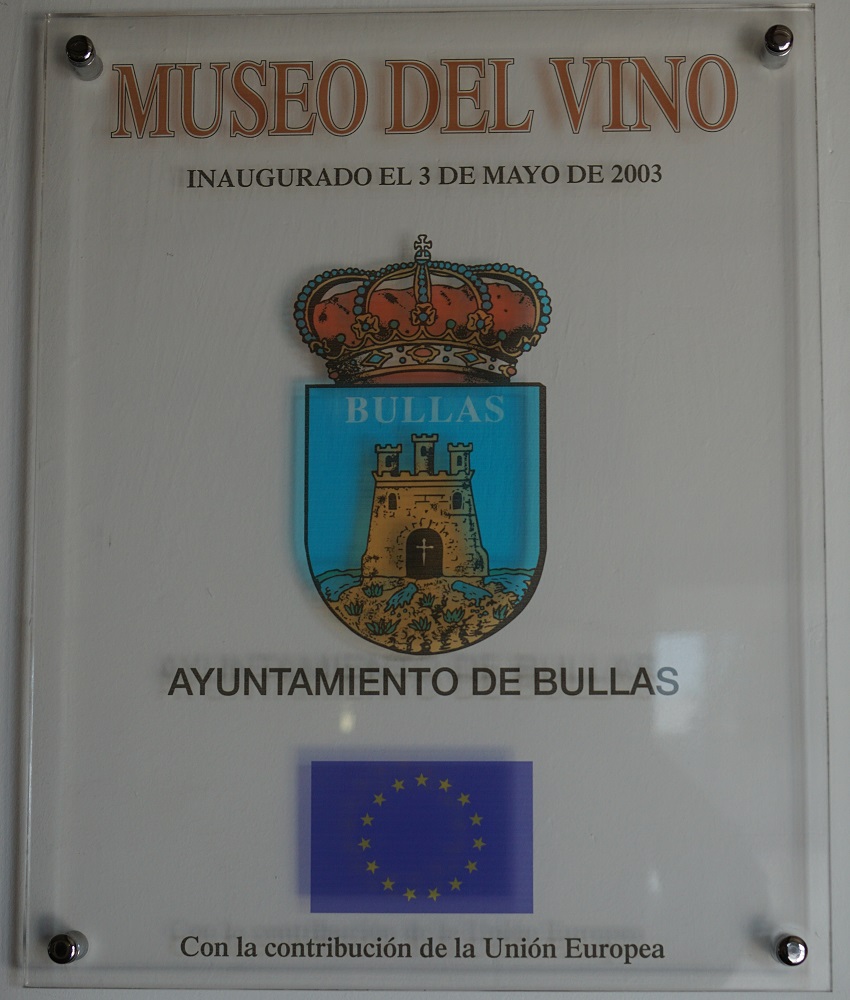 MUSEO DEL VINO
INAUGURADO EL 3 DE MAYO DE 2003
BULLAS
AYUNTAMIENTO DE BULLAS
Con la contribución de la Unión Europea